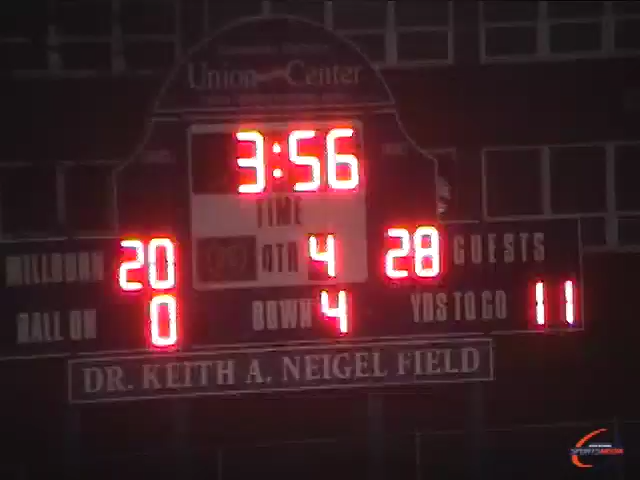 Union Center
3:56
TIME
MILLBURN 20 QTR 4 28 GUESTS
BALL ON 0 DOWN 4 YDS TO GO 11
DR. KEITH A. NEIGEL FIELD